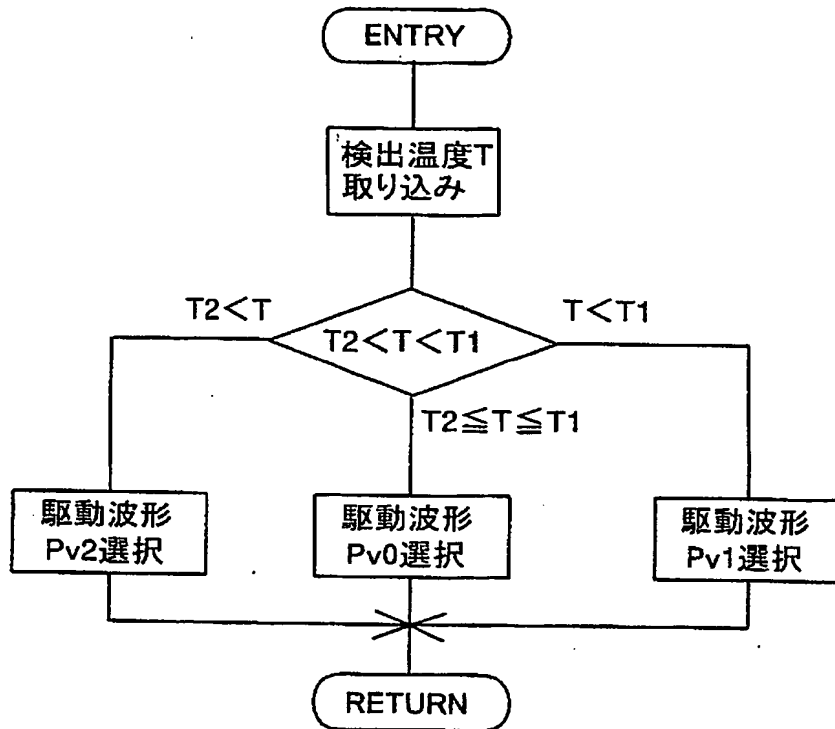 ENTRY
検出温度T
取り込み
T2<T
T<T1
T2<T<T1
T2≦T≦T1
駆動波形
Pv2選択
駆動波形
Pv0選択
駆動波形
Pv1選択
RETURN